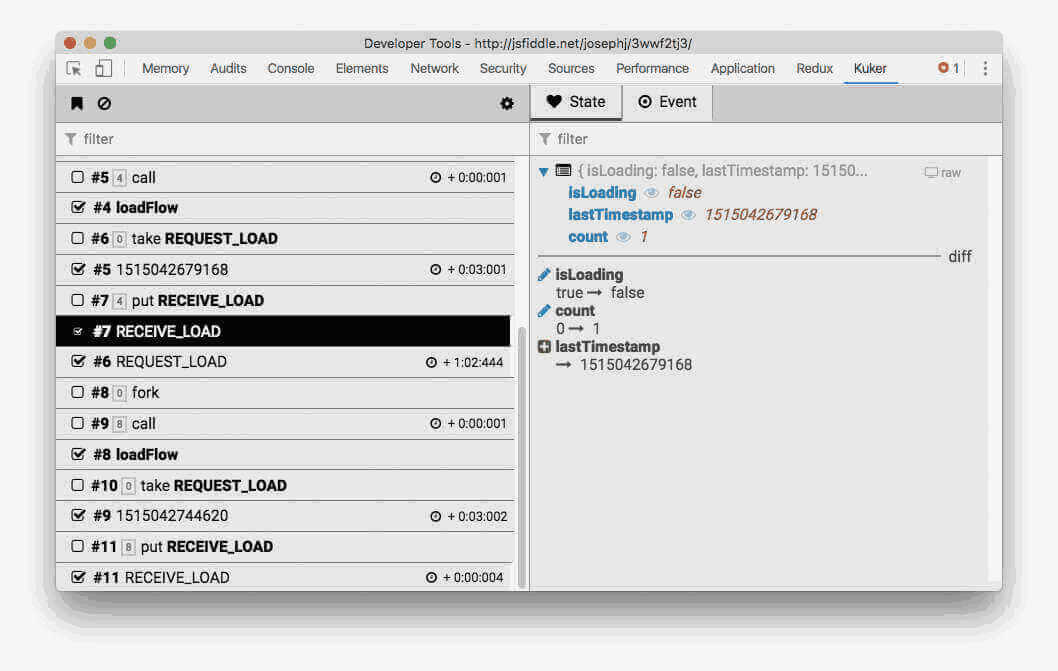 Developer Tools - http://jsfiddle.net/josephj/3wwf2tj3/
Memory Audits Console Elements Network Security Sources Performance Application Redux Kuker 1
State Event
filter
#5 4 call + 0:00:001
#4 loadFlow
#6 0 take REQUEST_LOAD
#5 1515042679168 + 0:03:001
#7 4 put RECEIVE_LOAD
#7 RECEIVE_LOAD
#6 REQUEST_LOAD + 1:02:444
#8 0 fork
#9 8 call + 0:00:001
#8 loadFlow
#10 0 take REQUEST_LOAD
#9 1515042744620 + 0:03:002
#11 8 put RECEIVE_LOAD
#11 RECEIVE_LOAD + 0:00:004
filter
{ isLoading: false, lastTimestamp: 15150... raw
isLoading false
lastTimestamp 1515042679168
count 1
diff
isLoading
true → false
count
0 → 1
lastTimestamp
→ 1515042679168